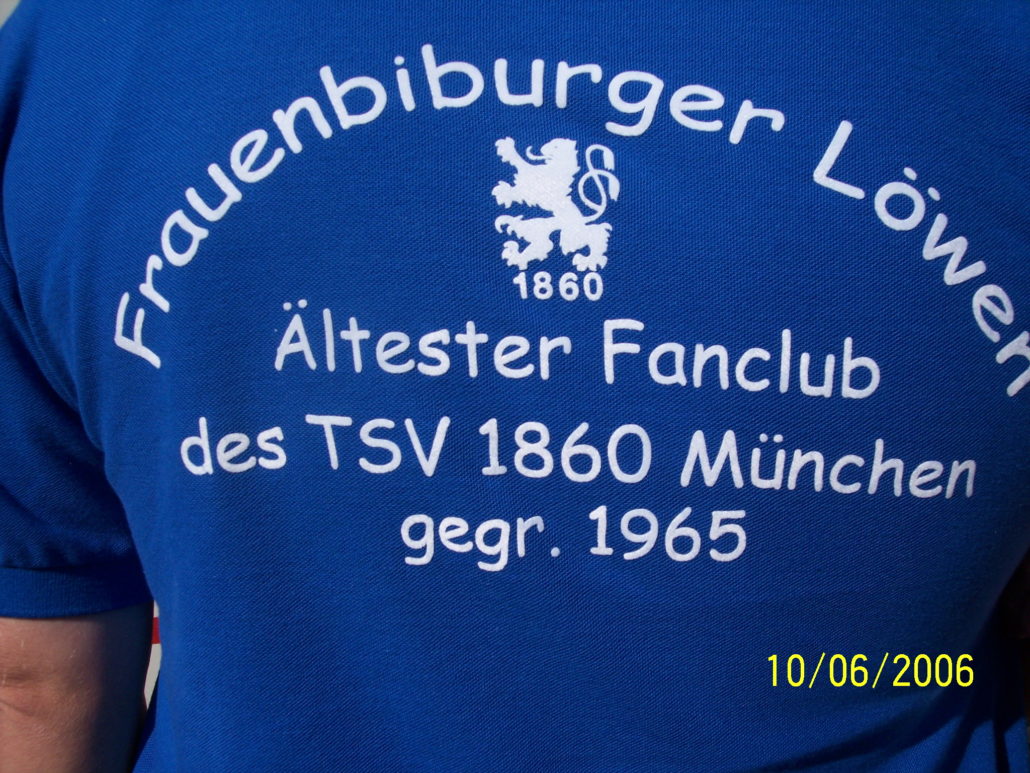 Frauenbiburger Löwen
1860
Ältester Fanclub
des TSV 1860 München
gegr. 1965
10/06/2006